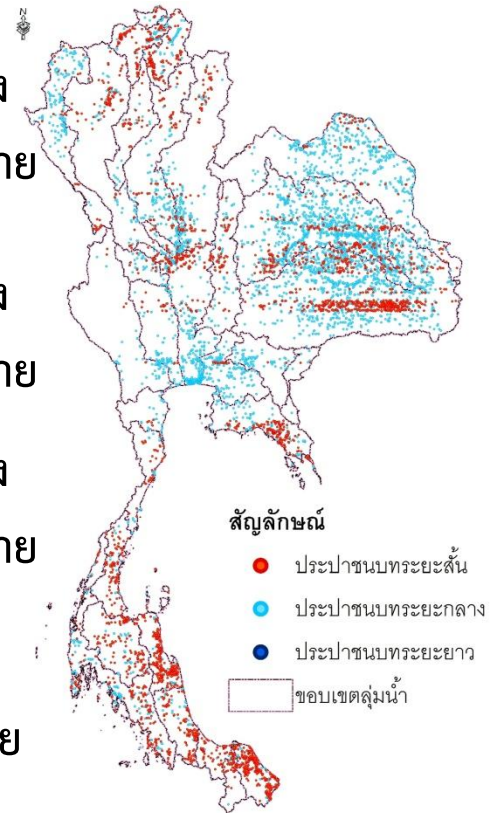 N
สัญลักษณ์
ประปาชนบทระยะสั้น
ประปาชนบทระยะกลาง
ประปาชนบทระยะยาว
ขอบเขตลุ่มน้ำ